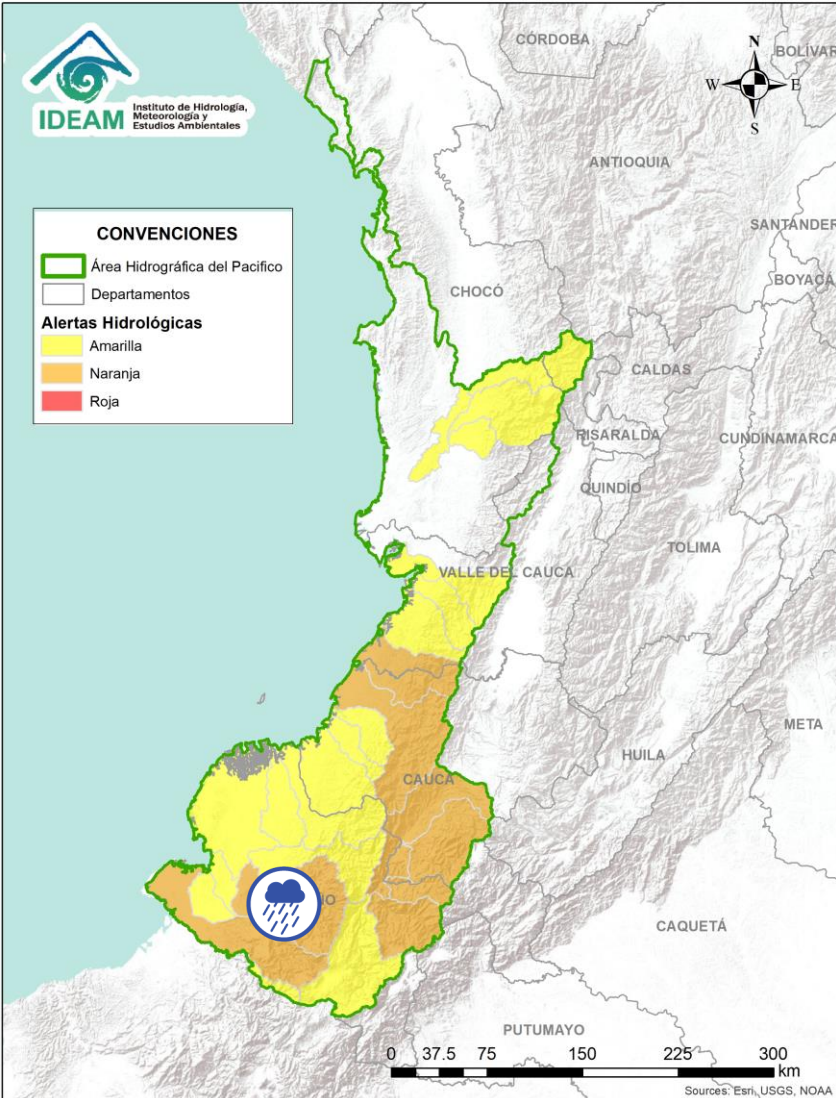 CÓRDOBA
BOLÍVAR
N
W
E
S
IDEAM
Instituto de Hidrología,
Meteorología y
Estudios Ambientales
ANTIOQUIA
SANTANDER
CONVENCIONES
Área Hidrográfica del Pacifico
Departamentos
Alertas Hidrológicas
Amarilla
Naranja
Roja
BOYACÁ
CHOCÓ
CALDAS
RISARALDA
CUNDINAMARCA
QUINDÍO
TOLIMA
VALLE DEL CAUCA
META
HUILA
CAUCA
CAQUETÁ
PUTUMAYO
0 37.5 75 150 225 300
km
Sources: Esri, USGS, NOAA